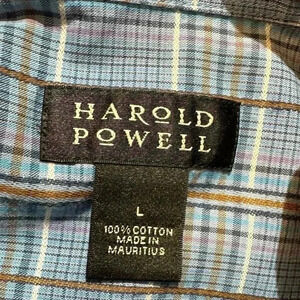 HAROLD
POWELL
L
100% COTTON
MADE IN
MAURITIUS